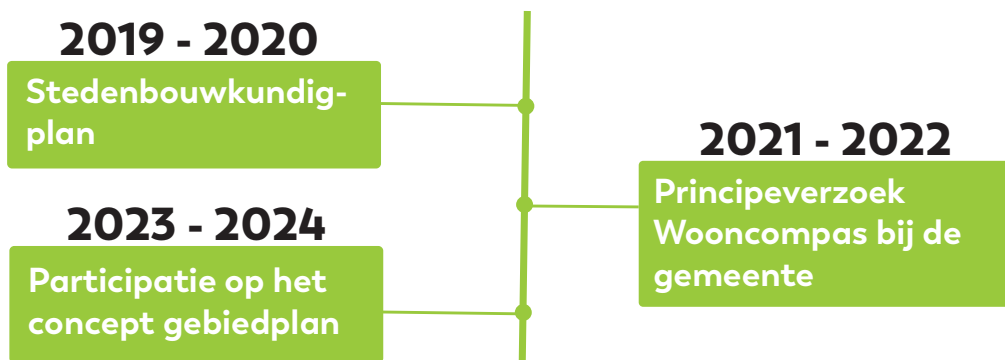 2019 - 2020
Stedenbouwkundig-
plan
2021 - 2022
Principeverzoek
Wooncompas bij de
gemeente
2023 - 2024
Participatie op het
concept gebiedplan